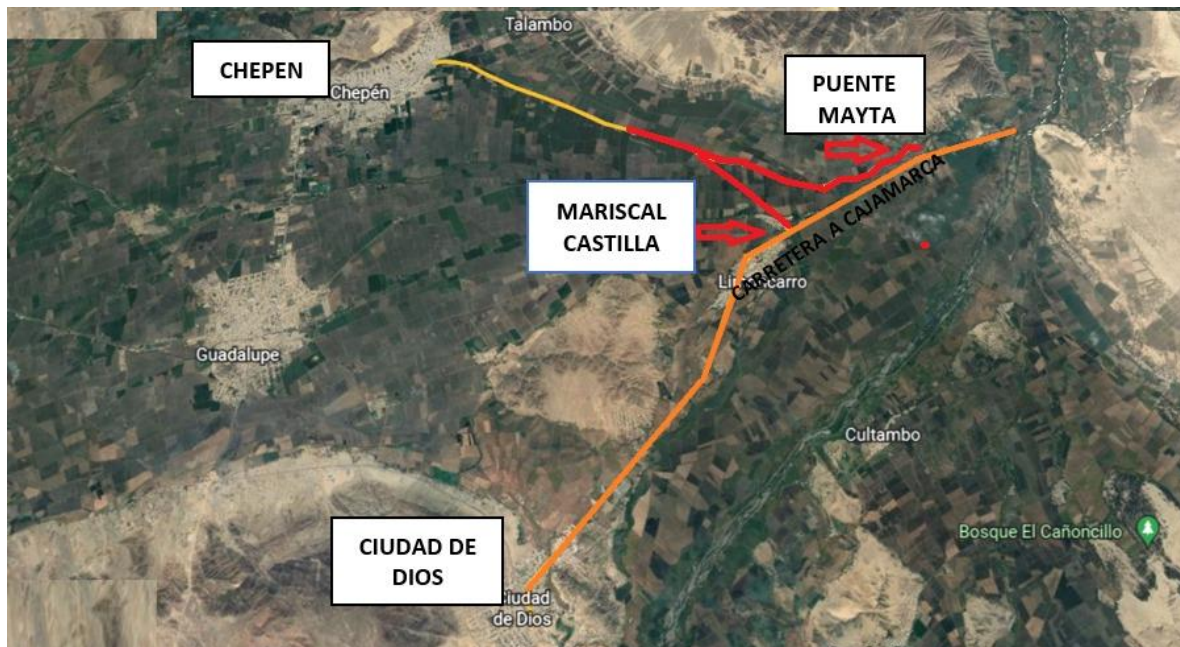 Talambo
CHEPEN
Chepén
PUENTE
MAYTA
MARISCAL
CASTILLA
CARRETERA A CAJAMARCA
Guadalupe
Cultambo
Bosque El Cañoncillo
CIUDAD DE
DIOS
Ciudad
de Dios